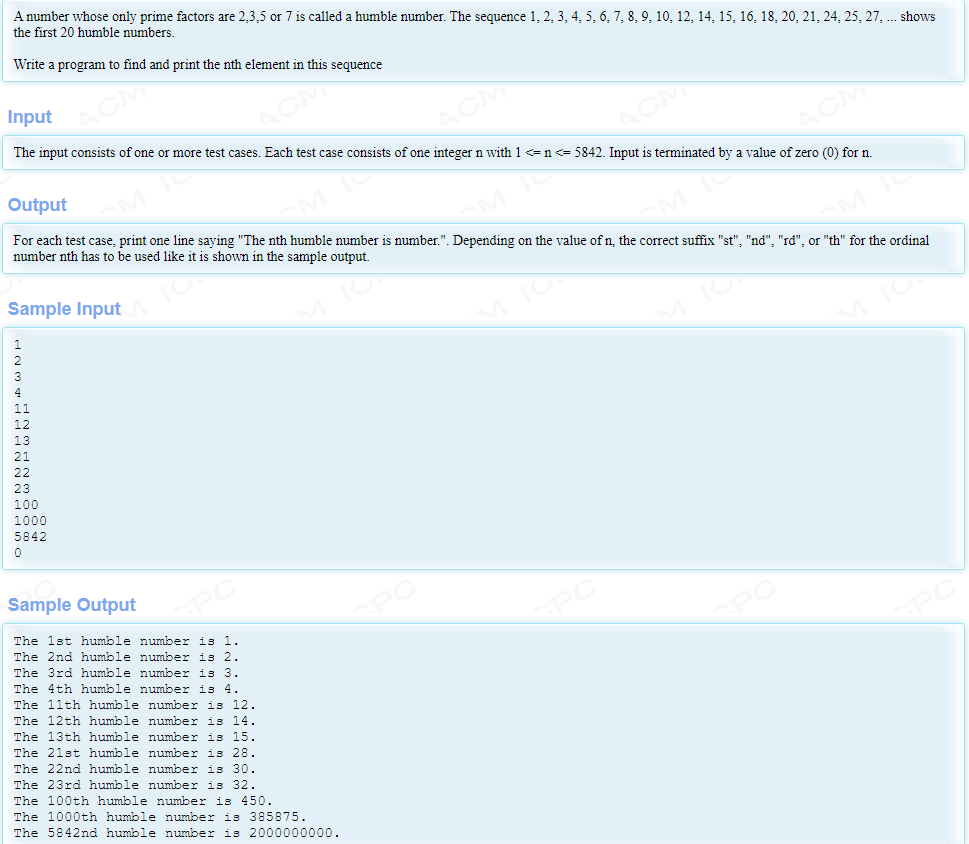 A number whose only prime factors are 2,3,5 or 7 is called a humble number. The sequence 1, 2, 3, 4, 5, 6, 7, 8, 9, 10, 12, 14, 15, 16, 18, 20, 21, 24, 25, 27, ... shows
the first 20 humble numbers.
Write a program to find and print the nth element in this sequence
Input
The input consists of one or more test cases. Each test case consists of one integer n with 1 <= n <= 5842. Input is terminated by a value of zero (0) for n.
Output
For each test case, print one line saying "The nth humble number is number.". Depending on the value of n, the correct suffix "st", "nd", "rd", or "th" for the ordinal
number nth has to be used like it is shown in the sample output.
Sample Input
1
2
3
4
11
12
13
21
22
23
100
1000
5842
0
Sample Output
The 1st humble number is 1.
The 2nd humble number is 2.
The 3rd humble number is 3.
The 4th humble number is 4.
The 11th humble number is 12.
The 12th humble number is 14.
The 13th humble number is 15.
The 21st humble number is 28.
The 22nd humble number is 30.
The 23rd humble number is 32.
The 100th humble number is 450.
The 1000th humble number is 385875.
The 5842nd humble number is 2000000000.